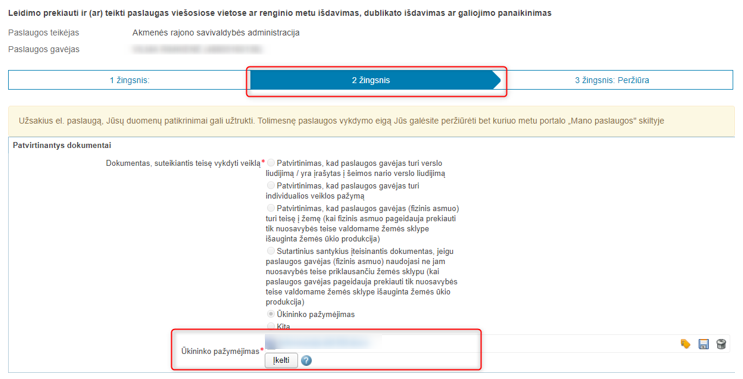 Leidimo prekiauti ir (ar) teikti paslaugas viešosiose vietose ar renginio metu išdavimas, dublikato išdavimas ar galiojimo panaikinimas
Paslaugos teikėjas Akmenės rajono savivaldybės administracija
Paslaugos gavėjas
1 žingsnis: 2 žingsnis 3 žingsnis: Peržiūra
Užsakius el. paslaugą, Jūsų duomenų patikrinimai gali užtrukti. Tolimesnę paslaugos vykdymo eigą Jūs galėsite peržiūrėti bet kuriuo metu portalo „Mano paslaugos" skiltyje
Patvirtinantys dokumentai
Dokumentas, suteikiantis teisę vykdyti veiklą* Patvirtinimas, kad paslaugos gavėjas turi verslo
liudijimą / yra įrašytas į šeimos nario verslo liudijimą
Patvirtinimas, kad paslaugos gavėjas turi
individualios veiklos pažymą
Patvirtinimas, kad paslaugos gavėjas (fizinis asmuo)
turi teisę į žemę (kai fizinis asmuo pageidauja prekiauti
tik nuosavybės teise valdomame žemės sklype
išauginta žemės ūkio produkcija)
Sutartinius santykius įteisinantis dokumentas, jeigu
paslaugos gavėjas (fizinis asmuo) naudojasi ne jam
nuosavybės teise priklausančiu žemės sklypu (kai
paslaugos gavėjas pageidauja prekiauti tik nuosavybės
teise valdomame žemės sklype išauginta žemės ūkio
produkcija)
Ūkininko pažymėjimas
Kita
Ūkininko pažymėjimas*
Įkelti ?